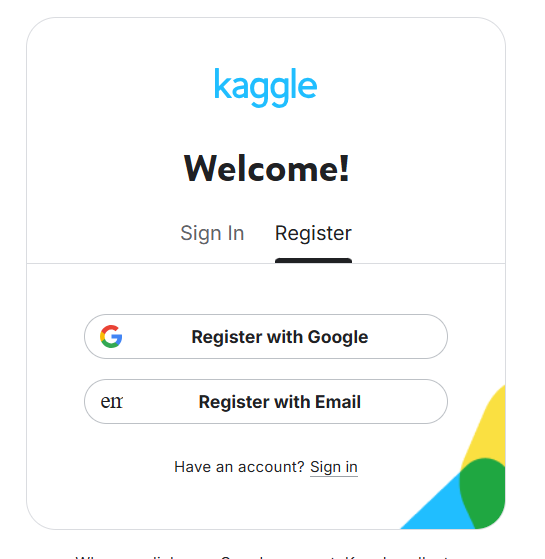 kaggle
Welcome!
Sign In Register
Register with Google
em Register with Email
Have an account? Sign in